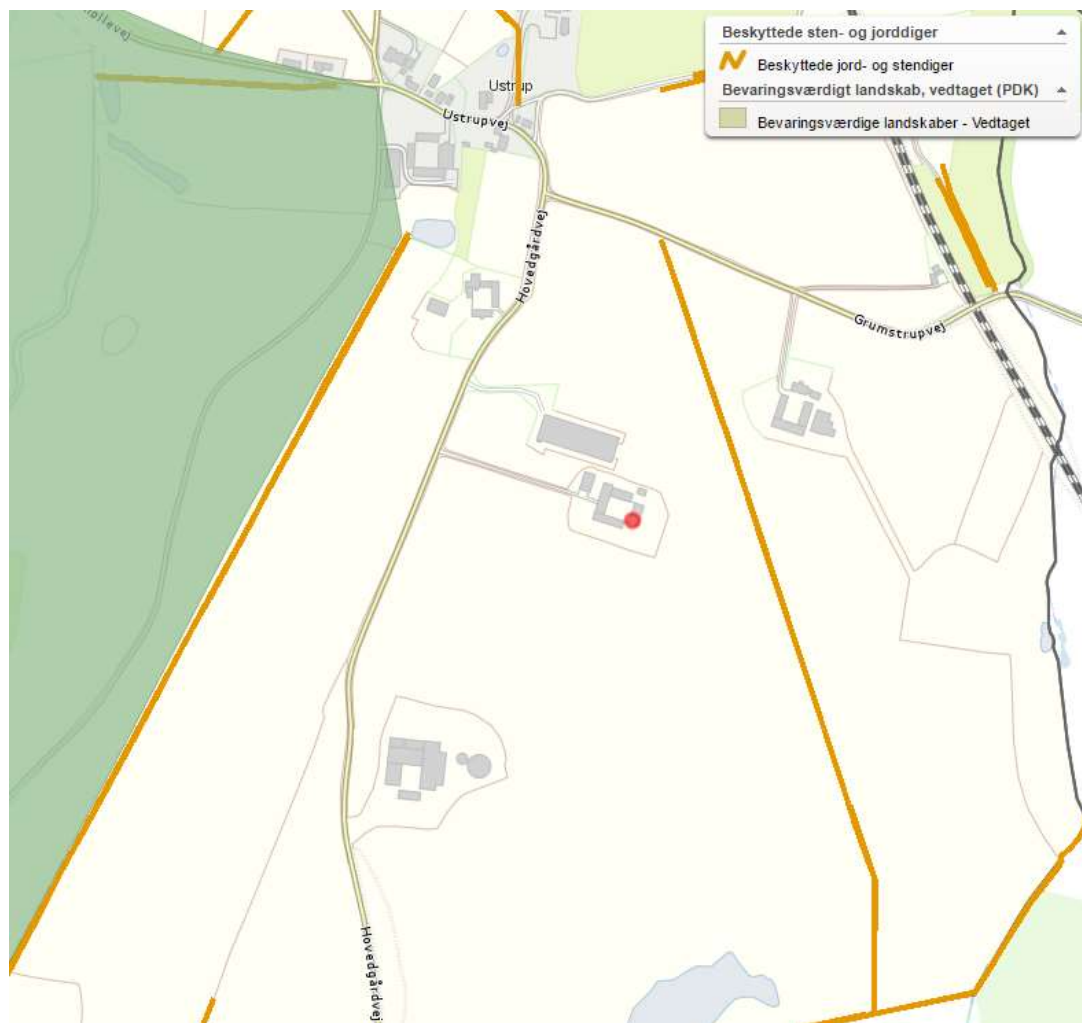 Beskyttede sten- og jorddiger
Beskyttede jord- og stendiger
Bevaringsværdigt landskab, vedtaget (PDK)
Bevaringsværdige landskaber - Vedtaget
Ustrup
Ustrupvej
Hovedgårdvej
Grumstrupvej
Hovedgårdvej